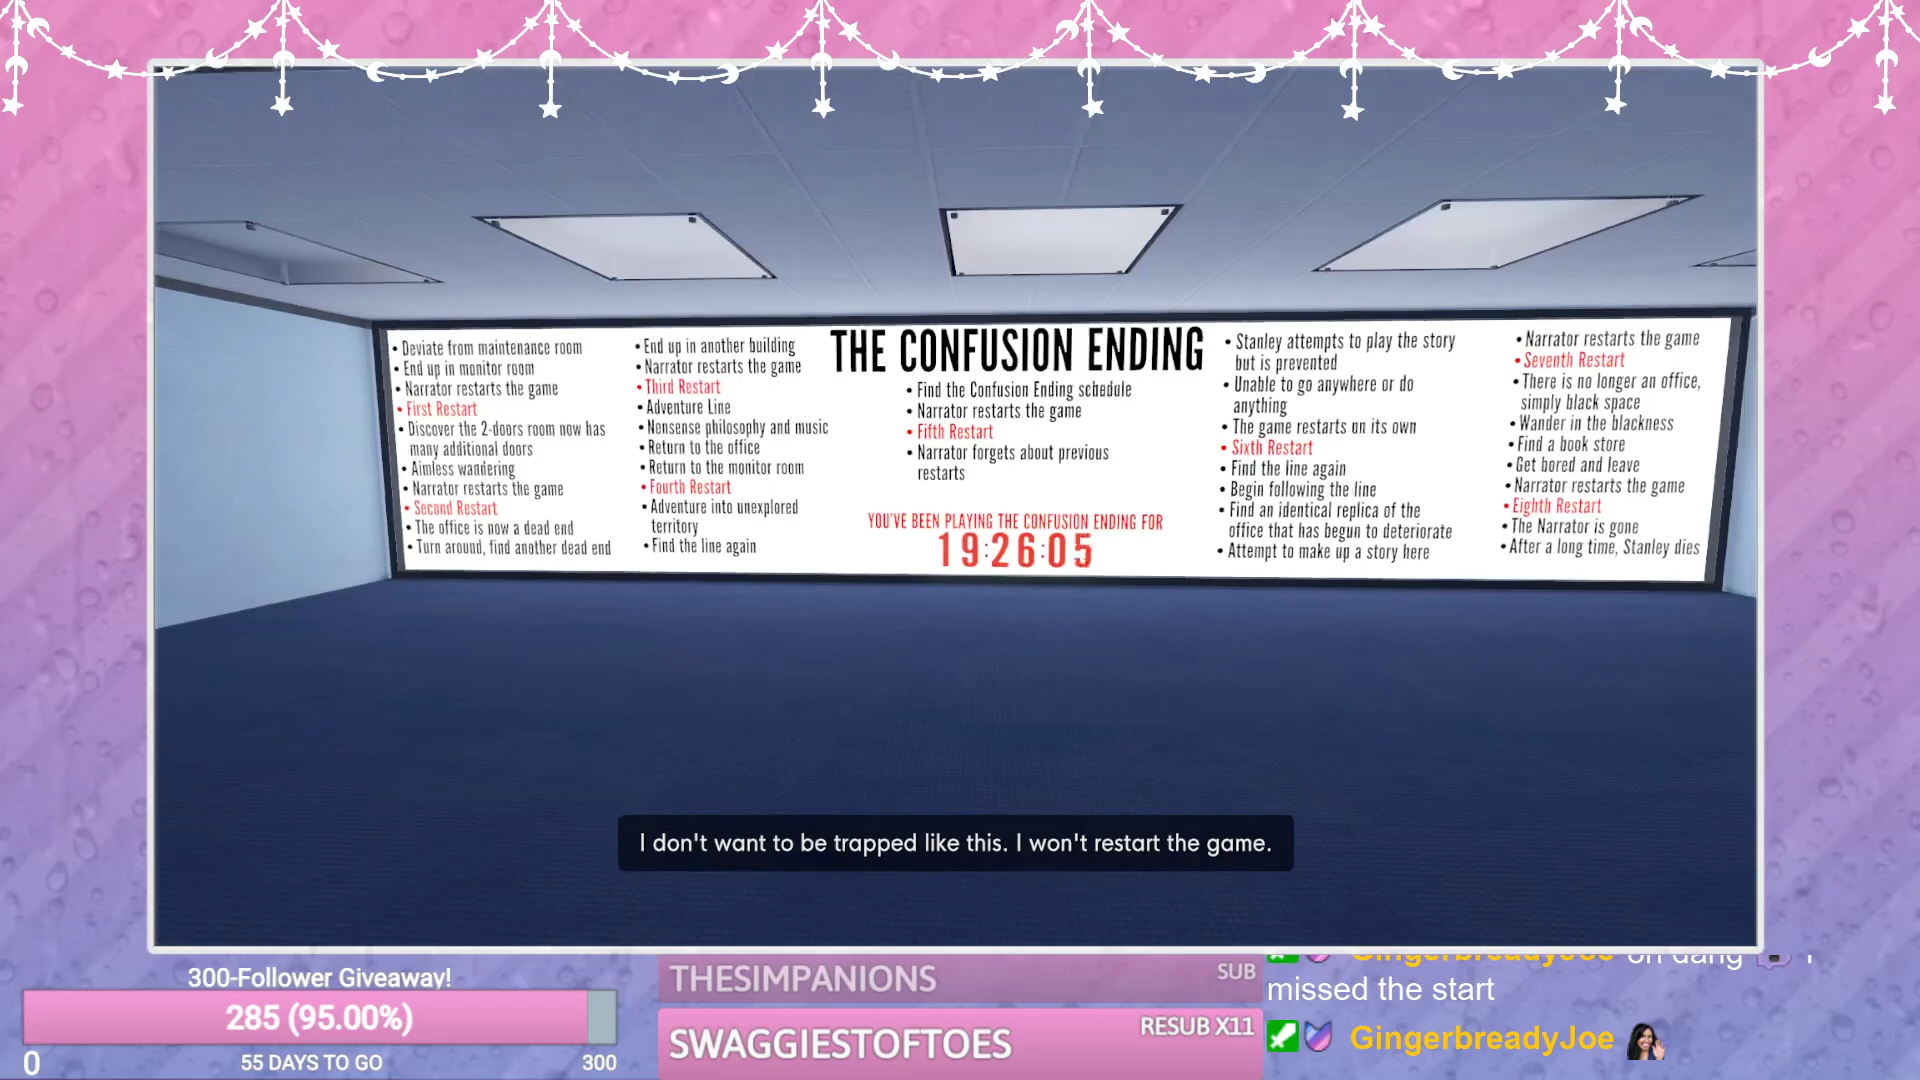 • Deviate from maintenance room
• End up in monitor room
• Narrator restarts the game
• First Restart
• Discover the 2-doors room now has
many additional doors
• Aimless wandering
• Narrator restarts the game
• Second Restart
• The office is now a dead end
• Turn around, find another dead end
• End up in another building
• Narrator restarts the game
• Third Restart
• Adventure Line
• Nonsense philosophy and music
• Return to the office
• Return to the monitor room
• Fourth Restart
• Adventure into unexplored
territory
• Find the line again
THE CONFUSION ENDING
• Find the Confusion Ending schedule
• Narrator restarts the game
• Fifth Restart
• Narrator forgets about previous
restarts
YOU'VE BEEN PLAYING THE CONFUSION ENDING FOR
19:26:05
• Stanley attempts to play the story
but is prevented
• Unable to go anywhere or do
anything
• The game restarts on its own
• Sixth Restart
• Find the line again
• Begin following the line
• Find an identical replica of the
office that has begun to deteriorate
• Attempt to make up a story here
• Narrator restarts the game
• Seventh Restart
• There is no longer an office,
simply black space
• Wander in the blackness
• Find a book store
• Get bored and leave
• Narrator restarts the game
• Eighth Restart
• The Narrator is gone
• After a long time, Stanley dies
I don't want to be trapped like this. I won't restart the game.
300-Follower Giveaway!
285 (95.00%)
0 55 DAYS TO GO 300
THESIMPANIONS SUB
SWAGGIESTOFTOES RESUB X11
GingerbreadyJoe oh dang I
missed the start
GingerbreadyJoe